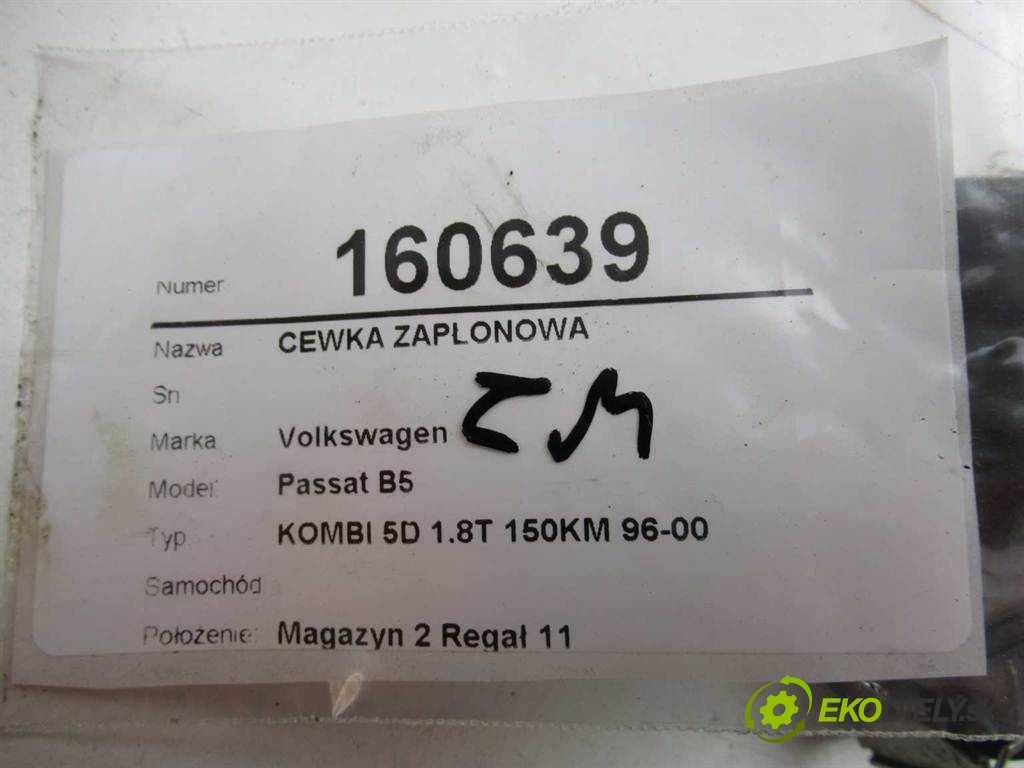 Numer 160639
Nazwa CEWKA ZAPŁONOWA
Sn
Marka Volkswagen
Model: Passat B5
Typ KOMBI 5D 1.8T 150KM 96-00
Samochód
Położenie: Magazyn 2 Regał 11